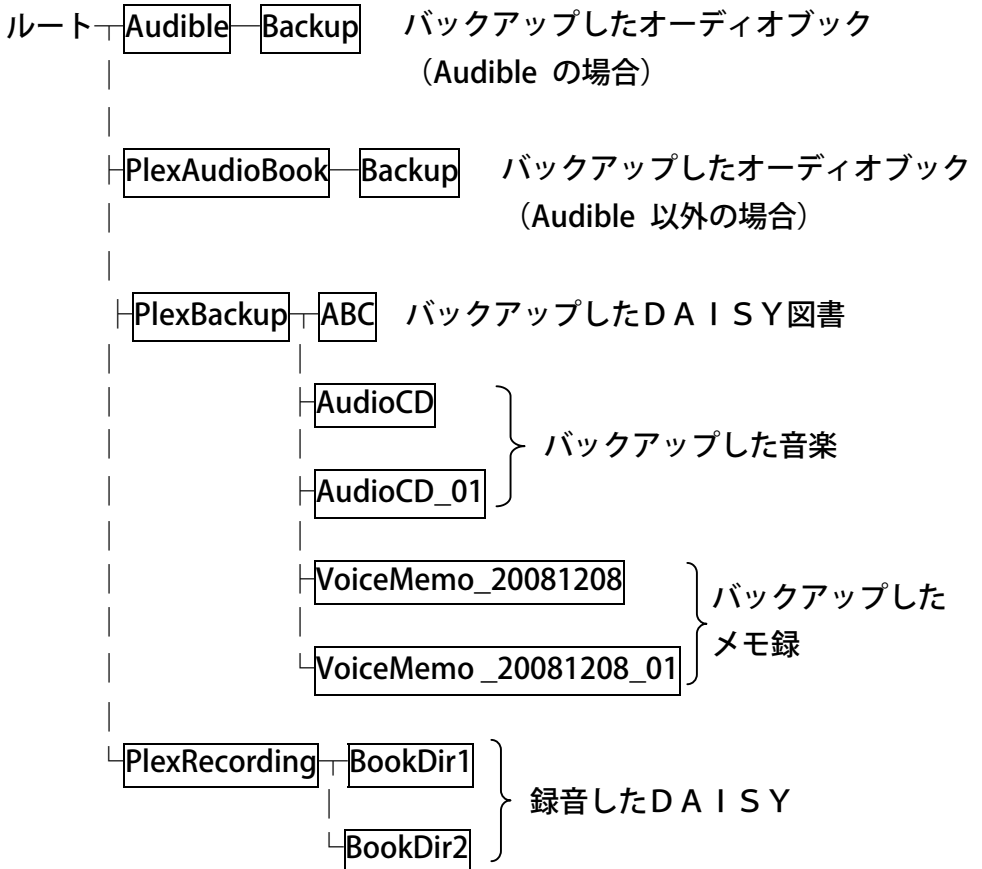 ルート Audible Backup バックアップしたオーディオブック
（Audible の場合）
PlexAudioBook Backup バックアップしたオーディオブック
（Audible 以外の場合）
PlexBackup ABC バックアップしたＤＡＩＳＹ図書
AudioCD
バックアップした音楽
AudioCD_01
VoiceMemo_20081208
バックアップした
メモ録
VoiceMemo _20081208_01
PlexRecording BookDir1
録音したＤＡＩＳＹ
BookDir2